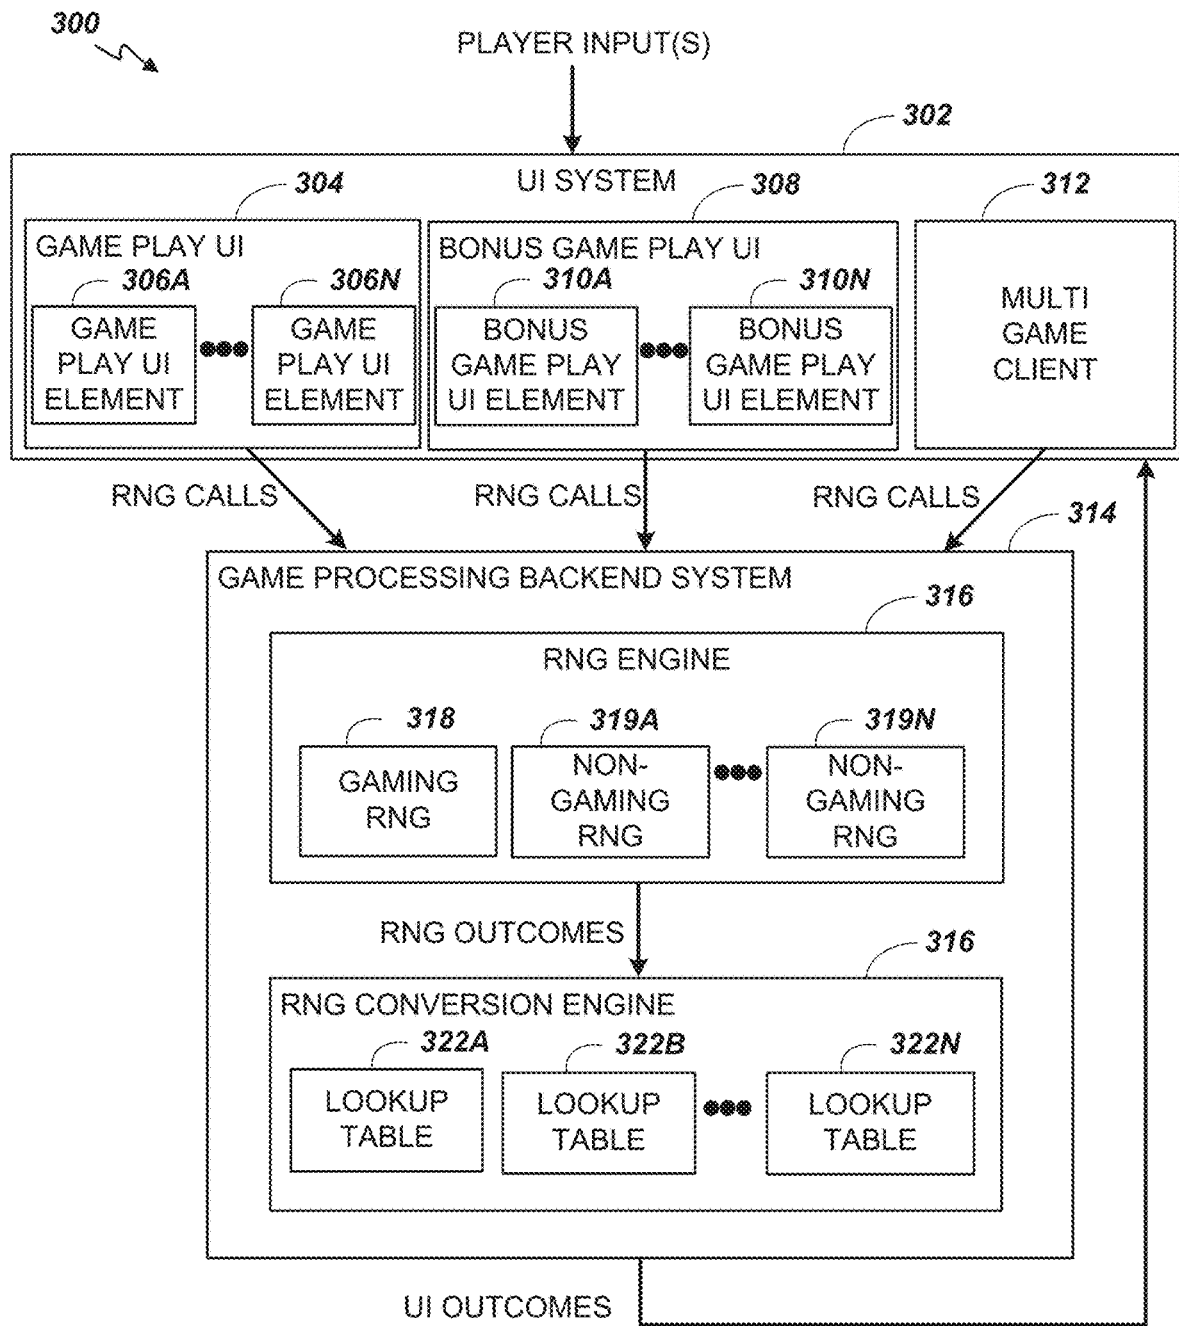 300
PLAYER INPUT(S)
302
UI SYSTEM
304
308
312
GAME PLAY UI
BONUS GAME PLAY UI
306A
306N
310A
310N
GAME
PLAY UI
ELEMENT
GAME
PLAY UI
ELEMENT
BONUS
GAME PLAY
UI ELEMENT
BONUS
GAME PLAY
UI ELEMENT
MULTI
GAME
CLIENT
RNG CALLS
RNG CALLS
RNG CALLS
314
GAME PROCESSING BACKEND SYSTEM
316
RNG ENGINE
318
319A
319N
GAMING
RNG
NON-
GAMING
RNG
NON-
GAMING
RNG
RNG OUTCOMES
316
RNG CONVERSION ENGINE
322A
322B
322N
LOOKUP
TABLE
LOOKUP
TABLE
LOOKUP
TABLE
UI OUTCOMES